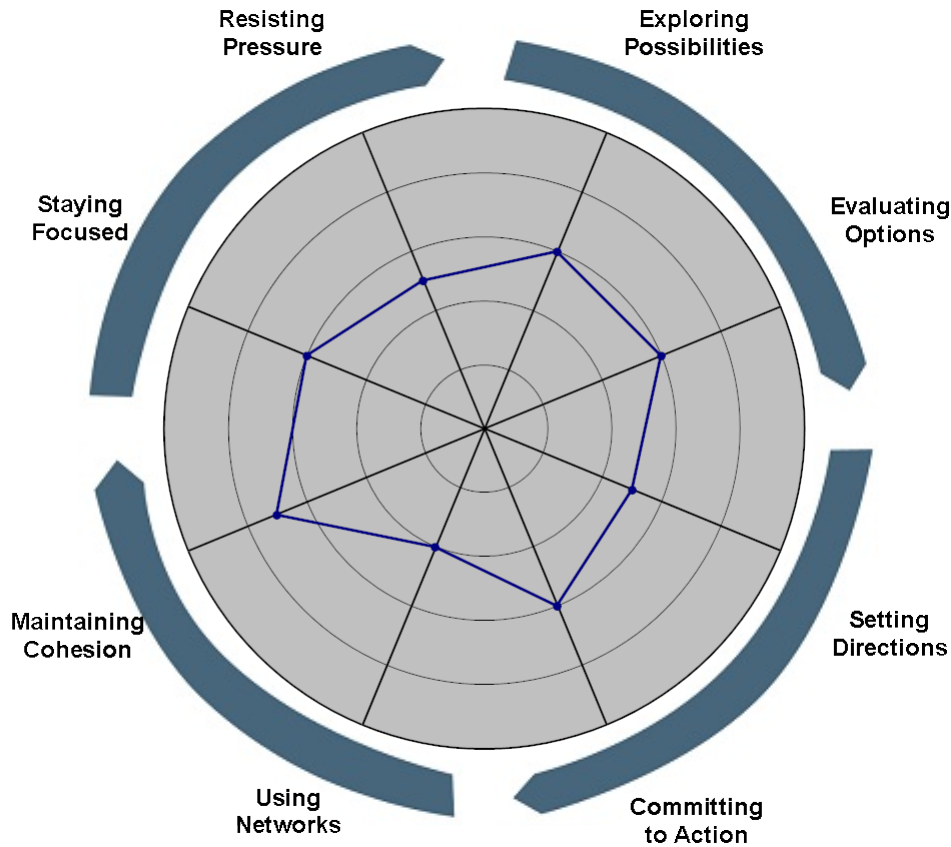 Resisting
Pressure
Exploring
Possibilities
Staying
Focused
Evaluating
Options
Maintaining
Cohesion
Setting
Directions
Using
Networks
Committing
to Action